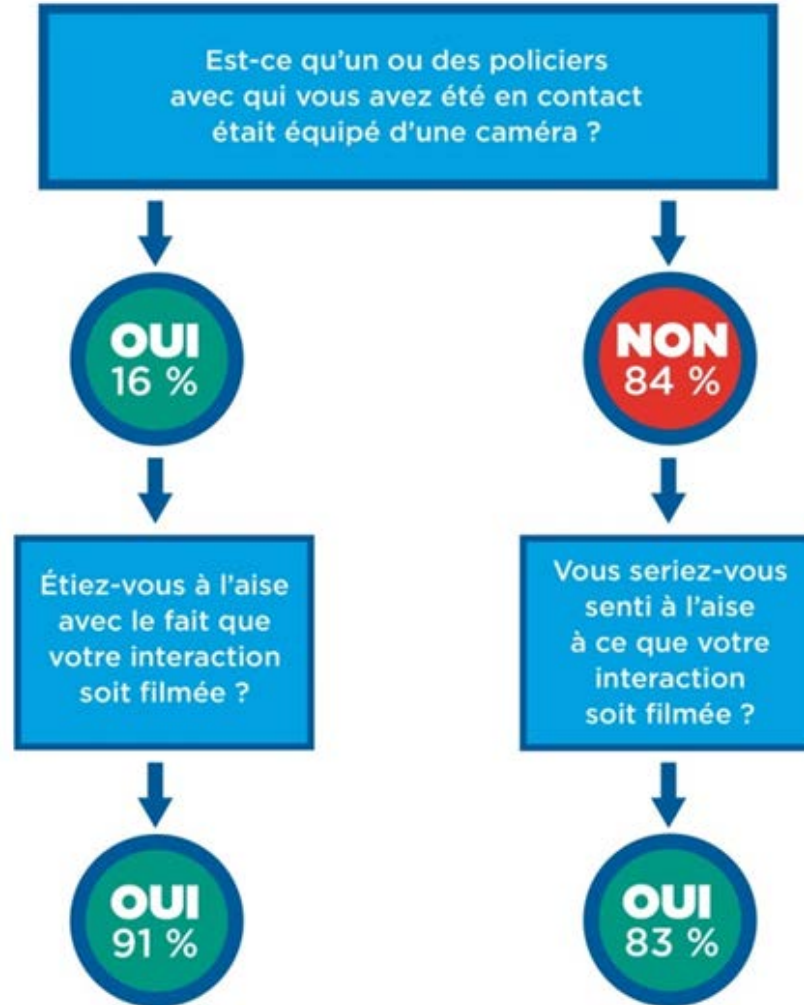 Est-ce qu'un ou des policiers
avec qui vous avez été en contact
était équipé d'une caméra ?
OUI
16 %
NON
84 %
Étiez-vous à l'aise
avec le fait que
votre interaction
soit filmée ?
Vous seriez-vous
senti à l'aise
à ce que votre
interaction
soit filmée ?
OUI
91 %
OUI
83 %